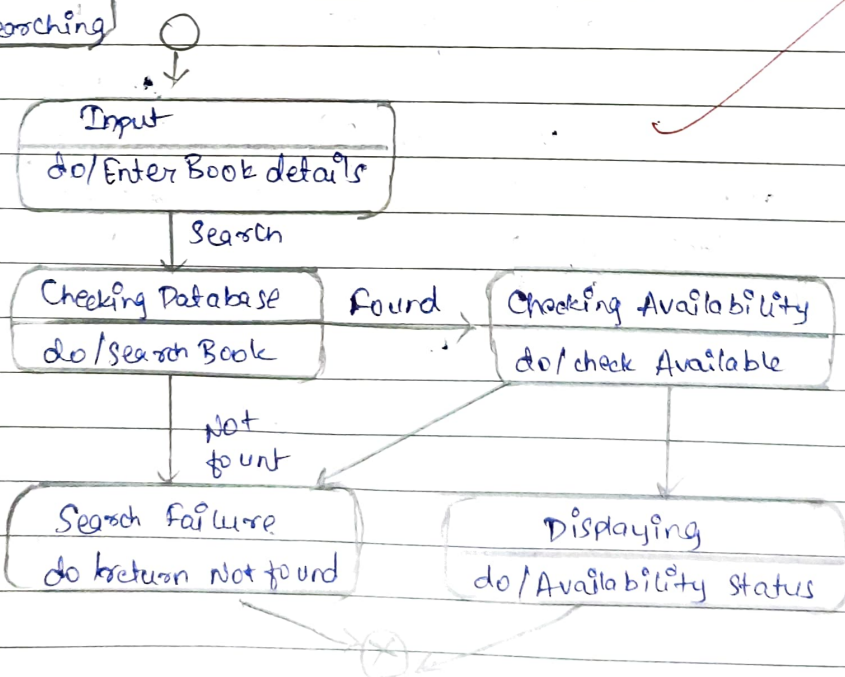 earching
Input
do/Enter Book details
Search
Checking Database
do/search Book
Found
Checking Availability
do/check Available
Not
fount
Search Failure
do/return Not found
Displaying
do/Availability Status